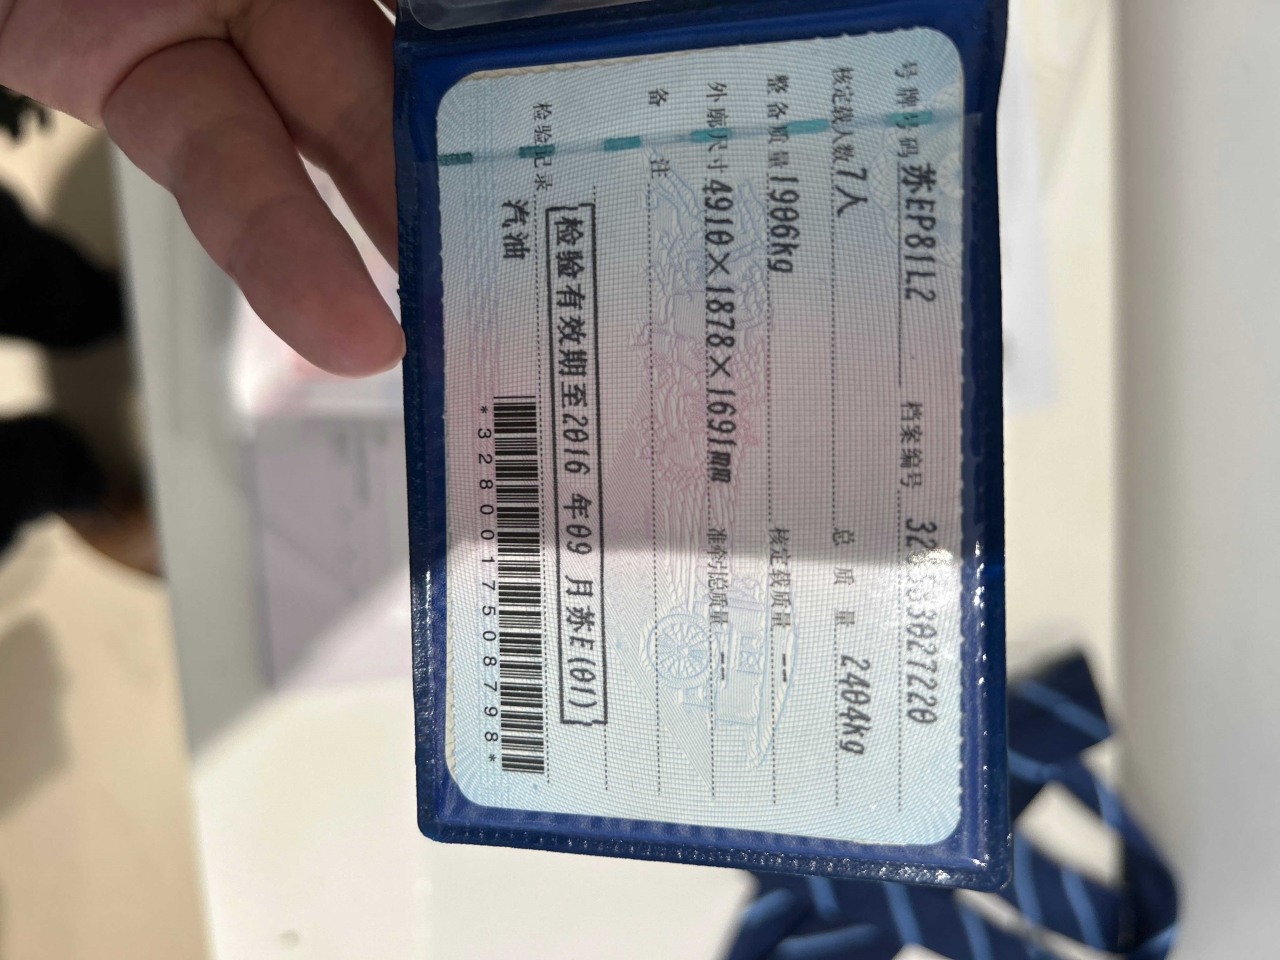 号牌号码 苏EP81L2 档案编号
核定载人数 7人 总质量 2404kg
整备质量 1906kg 核定载质量 --
外廓尺寸 4910×1878×1691mm 准牵引总质量 --
备注
检验有效期至2016年09月苏E(01)
检验记录
汽油
*3280017508798*